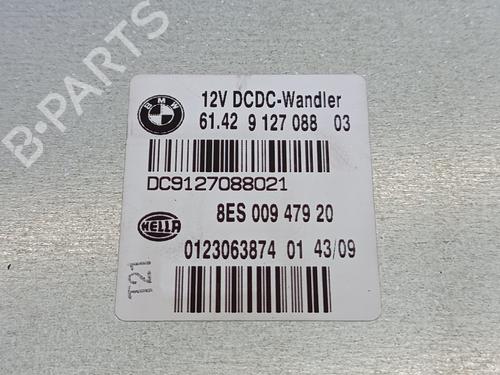 B-PARTS
BMW
12V DCDC-Wandler
61.42 9 127 088 03
DC9127088021
8ES 009 479 20
HELLA
0123063874 01 43/09
T21